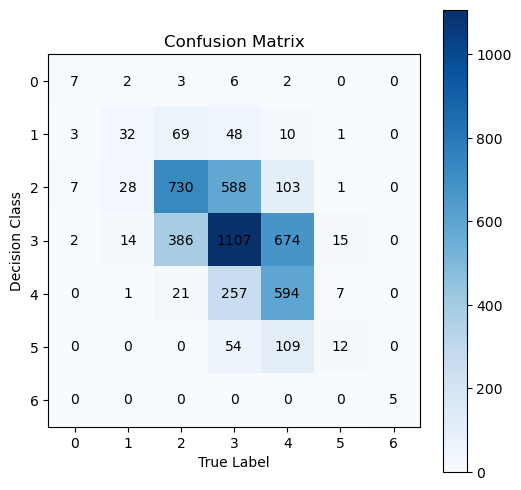 Confusion Matrix
0 7 2 3 6 2 0 0
1 3 32 69 48 10 1 0
2 7 28 730 588 103 1 0
3 2 14 386 1107 674 15 0
4 0 1 21 257 594 7 0
5 0 0 0 54 109 12 0
6 0 0 0 0 0 0 5
0 1 2 3 4 5 6
Decision Class
True Label
1000
800
600
400
200
0